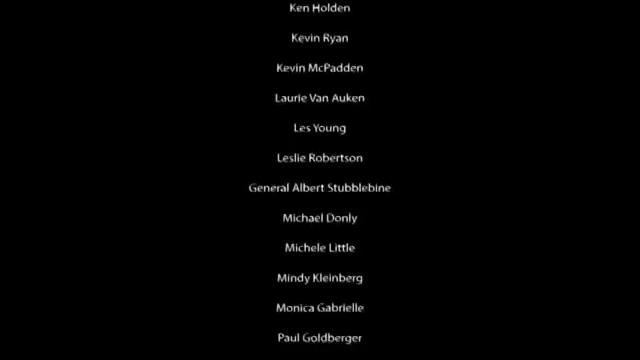 Ken Holden
Kevin Ryan
Kevin McPadden
Laurie Van Auken
Les Young
Leslie Robertson
General Albert Stubblebine
Michael Donly
Michele Little
Mindy Kleinberg
Monica Gabrielle
Paul Goldberger